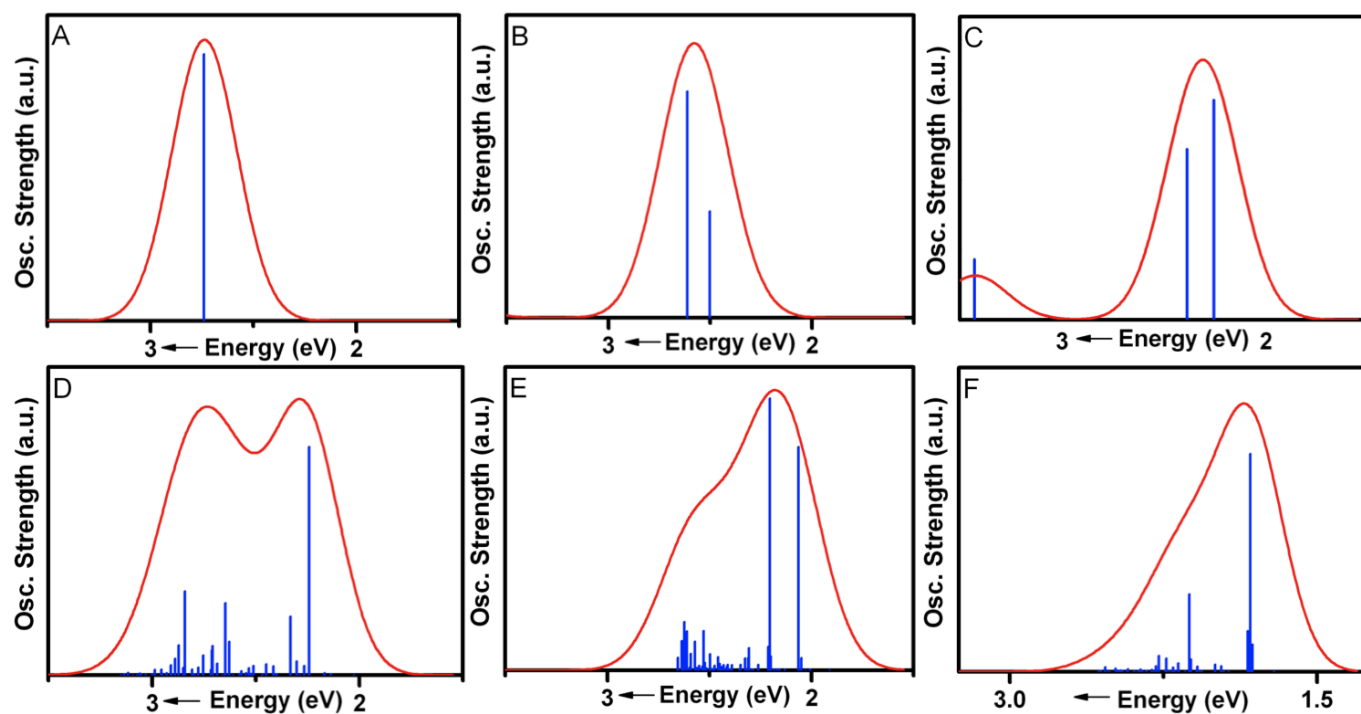 A
Osc. Strength (a.u.)
3 ← Energy (eV) 2
B
Osc. Strength (a.u.)
3 ← Energy (eV) 2
C
Osc. Strength (a.u.)
3 ← Energy (eV) 2
D
Osc. Strength (a.u.)
3 ← Energy (eV) 2
E
Osc. Strength (a.u.)
3 ← Energy (eV) 2
F
Osc. Strength (a.u.)
3.0 ← Energy (eV) 1.5